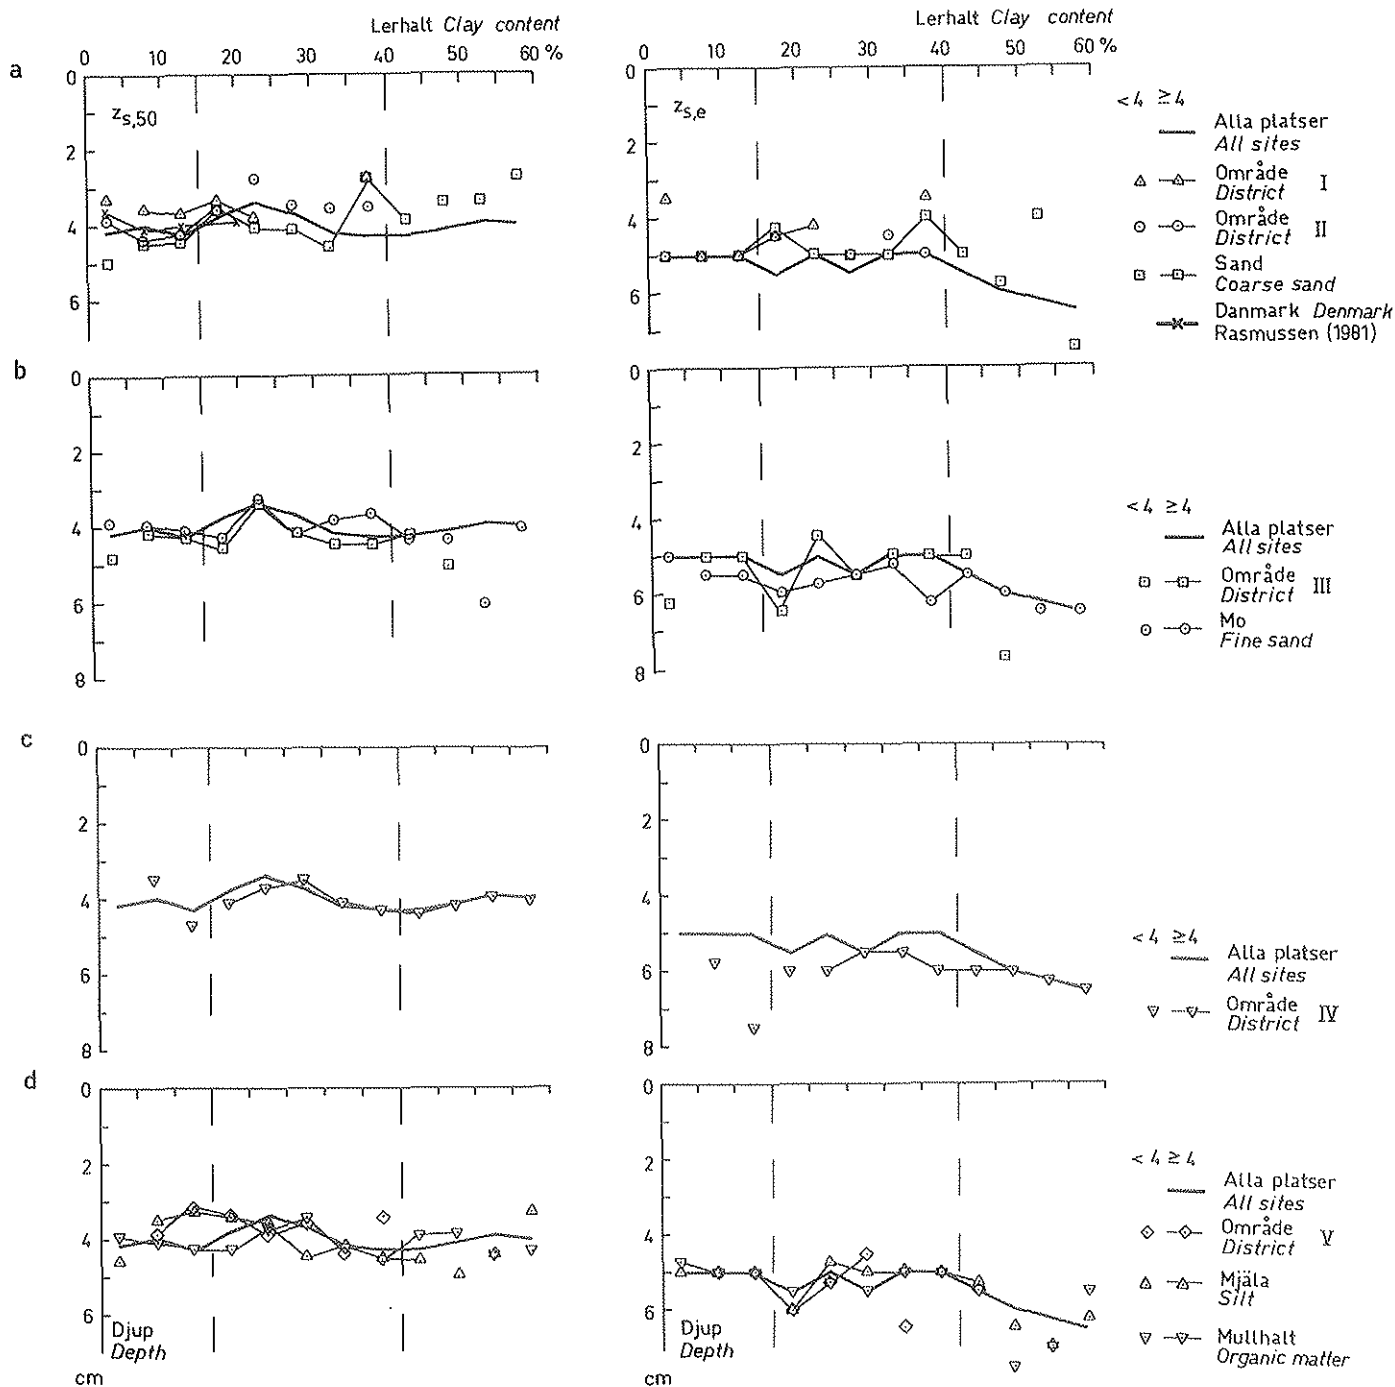 Lerhalt Clay content
0 10 20 30 40 50 60 %
Lerhalt Clay content
0 10 20 30 40 50 60 %
a
0
2
4
6
z s,50
0
2
4
6
z s,e
< 4 ≥ 4
Alla platser
All sites
Område
District I
Område
District II
Sand
Coarse sand
Danmark Denmark
Rasmussen (1981)
b
0
2
4
6
8
0
2
4
6
8
< 4 ≥ 4
Alla platser
All sites
Område
District III
Mo
Fine sand
c
0
2
4
6
8
0
2
4
6
8
< 4 ≥ 4
Alla platser
All sites
Område
District IV
d
0
2
4
6
Djup
Depth
cm
0
2
4
6
Djup
Depth
cm
< 4 ≥ 4
Alla platser
All sites
Område
District V
Mjäla
Silt
Mullhalt
Organic matter